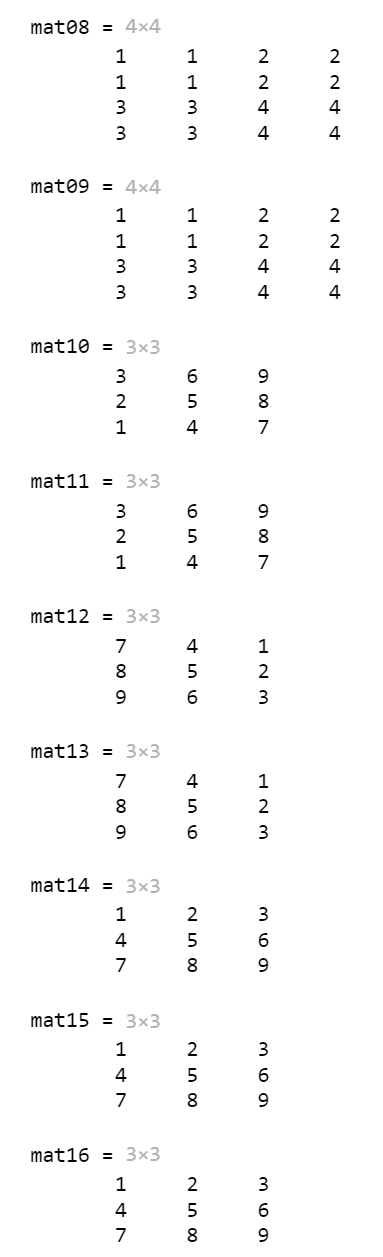 mat08 = 4×4
1 1 2 2
1 1 2 2
3 3 4 4
3 3 4 4
mat09 = 4×4
1 1 2 2
1 1 2 2
3 3 4 4
3 3 4 4
mat10 = 3×3
3 6 9
2 5 8
1 4 7
mat11 = 3×3
3 6 9
2 5 8
1 4 7
mat12 = 3×3
7 4 1
8 5 2
9 6 3
mat13 = 3×3
7 4 1
8 5 2
9 6 3
mat14 = 3×3
1 2 3
4 5 6
7 8 9
mat15 = 3×3
1 2 3
4 5 6
7 8 9
mat16 = 3×3
1 2 3
4 5 6
7 8 9